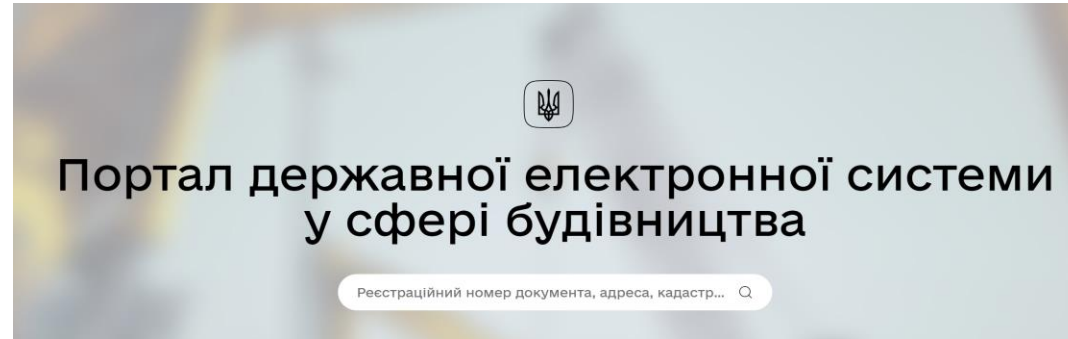 Портал державної електронної системи
у сфері будівництва
Реєстраційний номер документа, адреса, кадастр...